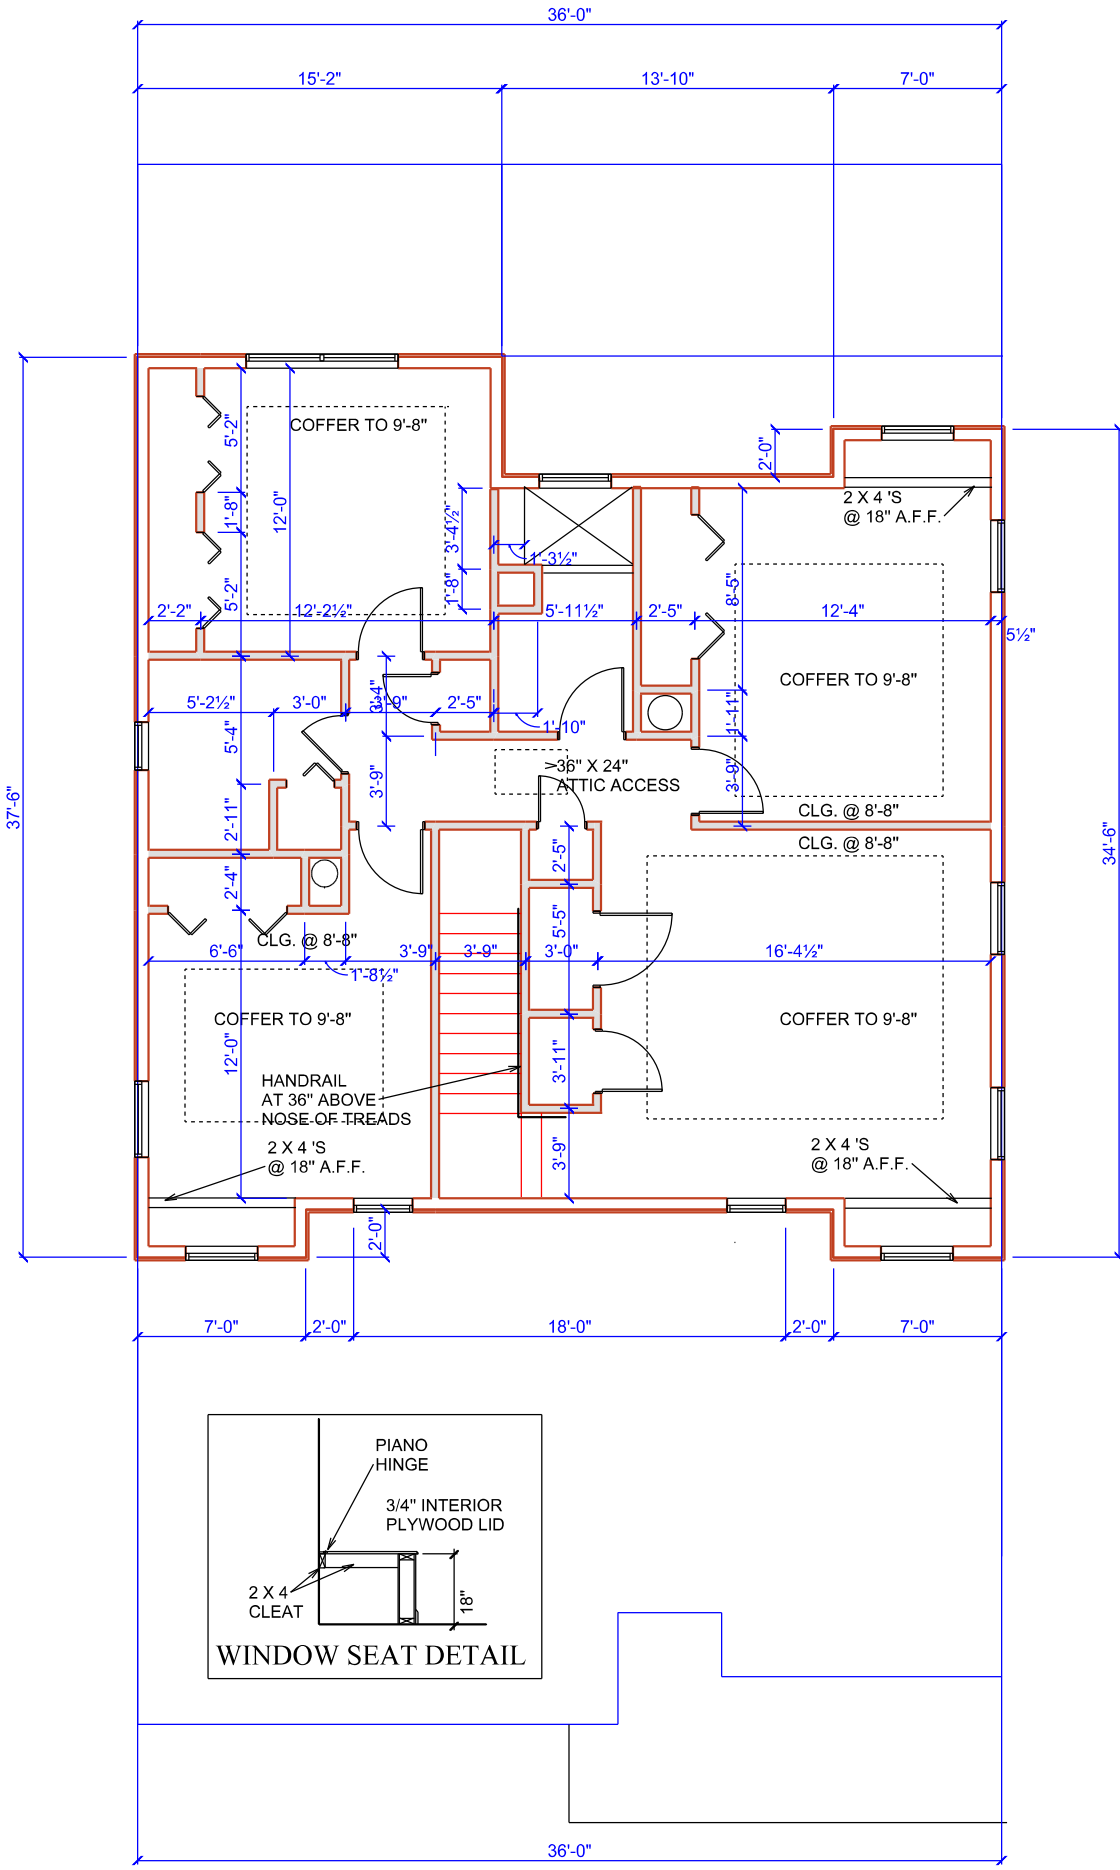 36'-0"
15'-2"
13'-10"
7'-0"
COFFER TO 9'-8"
5'-2"
2'-0"
2 X 4 'S
@ 18" A.F.F.
1'-8"
12'-0"
3'-4½"
1'-3½"
1'-8"
5'-2"
8'-5"
2'-2"
12'-2½"
5'-11½"
2'-5"
12'-4"
5½"
COFFER TO 9'-8"
3'-4"
5'-2½"
3'-0"
3'-9"
2'-5"
1'-10"
1'-11"
5'-4"
36" X 24"
ATTIC ACCESS
3'-9"
3'-9"
CLG. @ 8'-8"
37'-6"
2'-11"
CLG. @ 8'-8"
34'-6"
2'-5"
2'-4"
5'-5"
CLG. @ 8'-8"
6'-6"
3'-9"
3'-9"
3'-0"
16'-4½"
1'-8½"
COFFER TO 9'-8"
COFFER TO 9'-8"
12'-0"
3'-11"
HANDRAIL
AT 36" ABOVE
NOSE OF TREADS
2 X 4 'S
@ 18" A.F.F.
3'-9"
2 X 4 'S
@ 18" A.F.F.
2'-0"
7'-0"
2'-0"
18'-0"
2'-0"
7'-0"
PIANO
HINGE
3/4" INTERIOR
PLYWOOD LID
2 X 4
CLEAT
18"
WINDOW SEAT DETAIL
36'-0"